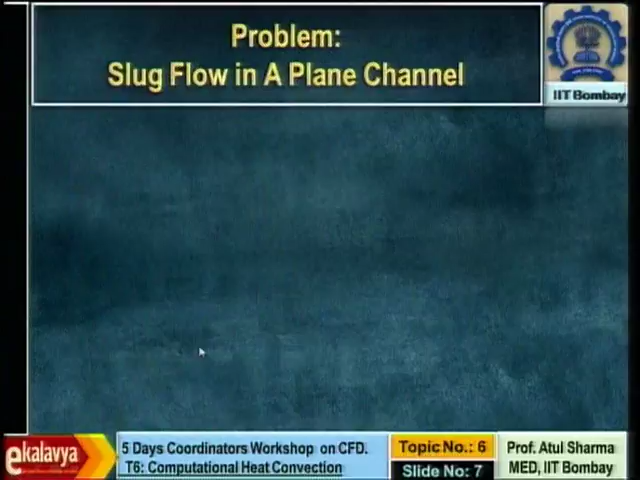 Problem:
Slug Flow in A Plane Channel
IIT Bombay
ekalavya
5 Days Coordinators Workshop on CFD.
T6: Computational Heat Convection
Topic No.: 6
Slide No: 7
Prof. Atul Sharma
MED, IIT Bombay